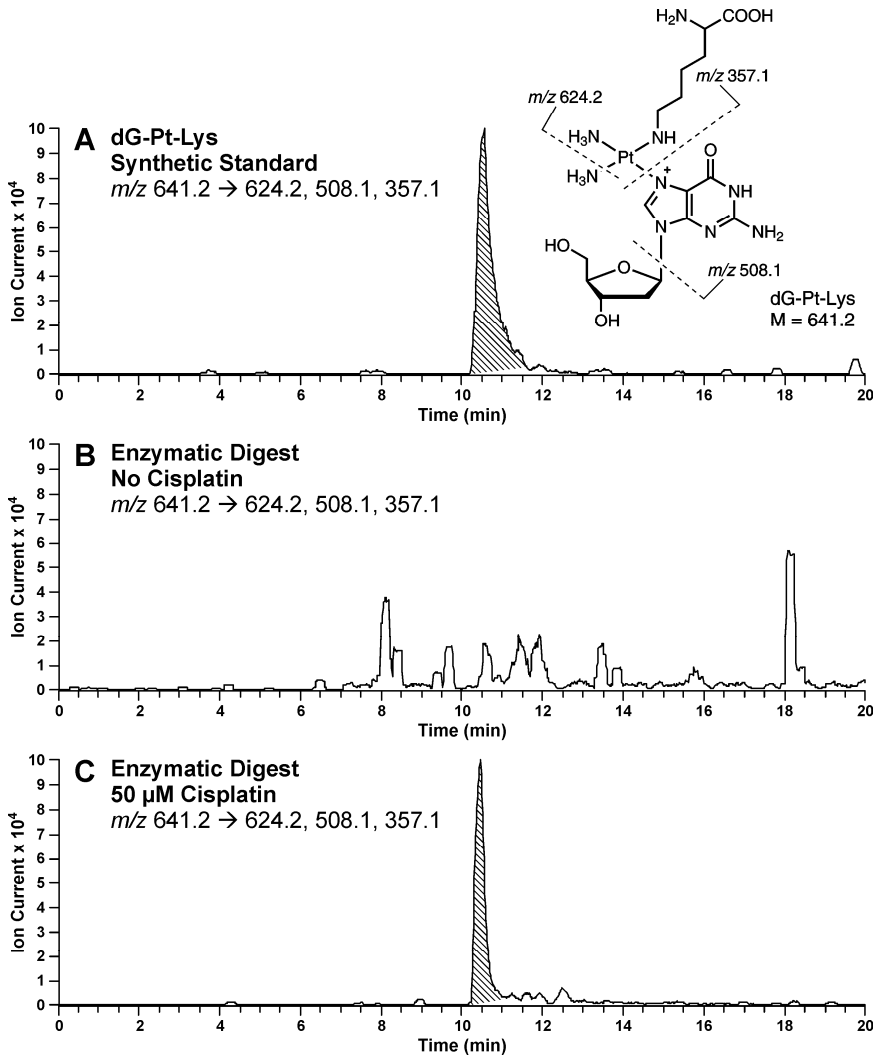 H₂N COOH
m/z 357.1
m/z 624.2
H₃N NH
Pt
H₃N
N + O
NH
N N NH₂
HO
O
OH
m/z 508.1
dG-Pt-Lys
M = 641.2
A dG-Pt-Lys
Synthetic Standard
m/z 641.2 → 624.2, 508.1, 357.1
Ion Current x 10⁴
10
9
8
7
6
5
4
3
2
1
0
0 2 4 6 8 10 12 14 16 18 20
Time (min)
B Enzymatic Digest
No Cisplatin
m/z 641.2 → 624.2, 508.1, 357.1
Ion Current x 10⁴
10
9
8
7
6
5
4
3
2
1
0
0 2 4 6 8 10 12 14 16 18 20
Time (min)
C Enzymatic Digest
50 µM Cisplatin
m/z 641.2 → 624.2, 508.1, 357.1
Ion Current x 10⁴
10
9
8
7
6
5
4
3
2
1
0
0 2 4 6 8 10 12 14 16 18 20
Time (min)